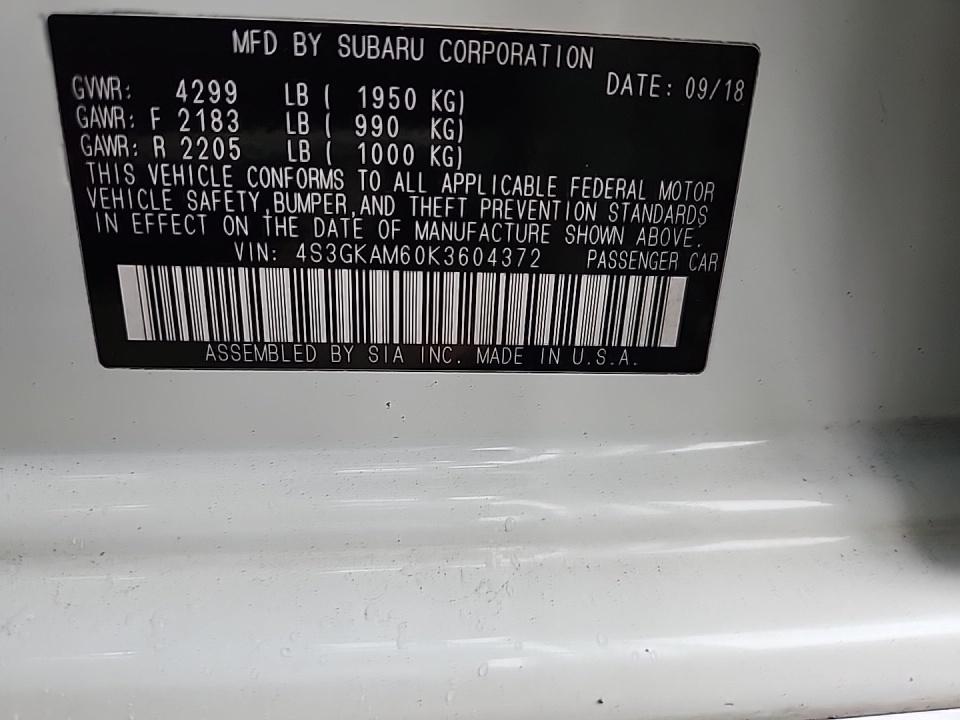 MFD BY SUBARU CORPORATION
DATE: 09/18
GVWR: 4299 LB ( 1950 KG)
GAWR: F 2183 LB ( 990 KG)
GAWR: R 2205 LB ( 1000 KG)
THIS VEHICLE CONFORMS TO ALL APPLICABLE FEDERAL MOTOR
VEHICLE SAFETY,BUMPER,AND THEFT PREVENTION STANDARDS
IN EFFECT ON THE DATE OF MANUFACTURE SHOWN ABOVE.
VIN: 4S3GKAM60K3604372 PASSENGER CAR
ASSEMBLED BY SIA INC. MADE IN U.S.A.